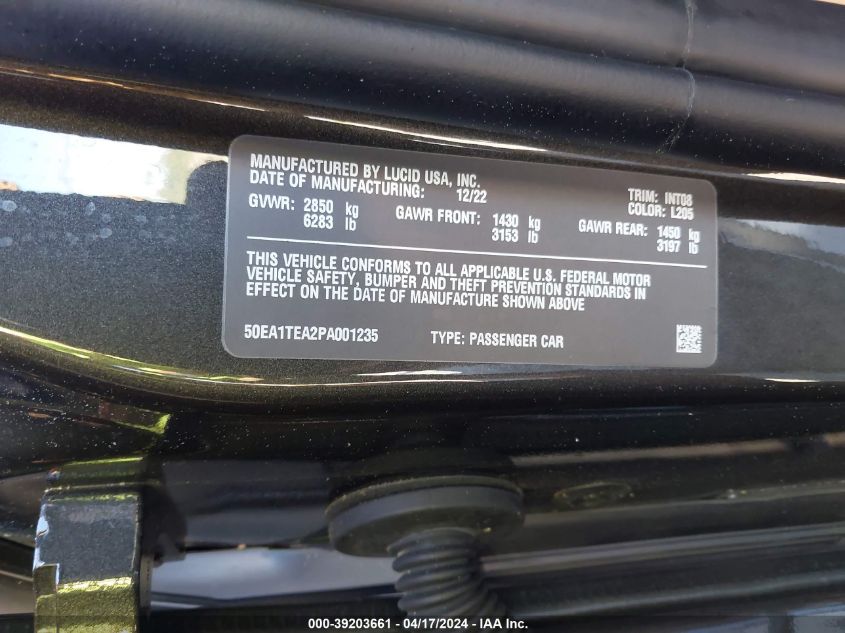 MANUFACTURED BY LUCID USA, INC.
DATE OF MANUFACTURING: 12/22
TRIM: INT08
COLOR: L205
GVWR: 2850 kg GAWR FRONT: 1430 kg GAWR REAR: 1450 kg
6283 lb 3153 lb 3197 lb
THIS VEHICLE CONFORMS TO ALL APPLICABLE U.S. FEDERAL MOTOR
VEHICLE SAFETY, BUMPER AND THEFT PREVENTION STANDARDS IN
EFFECT ON THE DATE OF MANUFACTURE SHOWN ABOVE
50EA1TEA2PA001235 TYPE: PASSENGER CAR
000-39203661 - 04/17/2024 - IAA Inc.